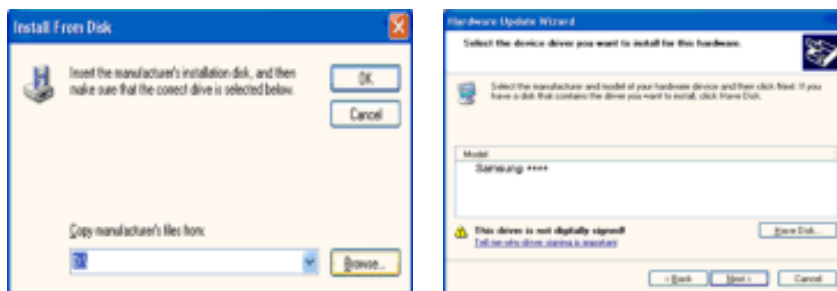 Install From Disk
Insert the manufacturer's installation disk, and then
make sure that the correct drive is selected below.
OK
Cancel
Copy manufacturer's files from:
Browse...
Hardware Update Wizard
Select the device driver you want to install for this hardware.
Select the manufacturer and model of your hardware device and then click Next. If you
have a disk that contains the driver you want to install, click Have Disk.
Model
Samsung ****
This driver is not digitally signed!
Tell me why driver signing is important
Have Disk...
< Back
Next >
Cancel